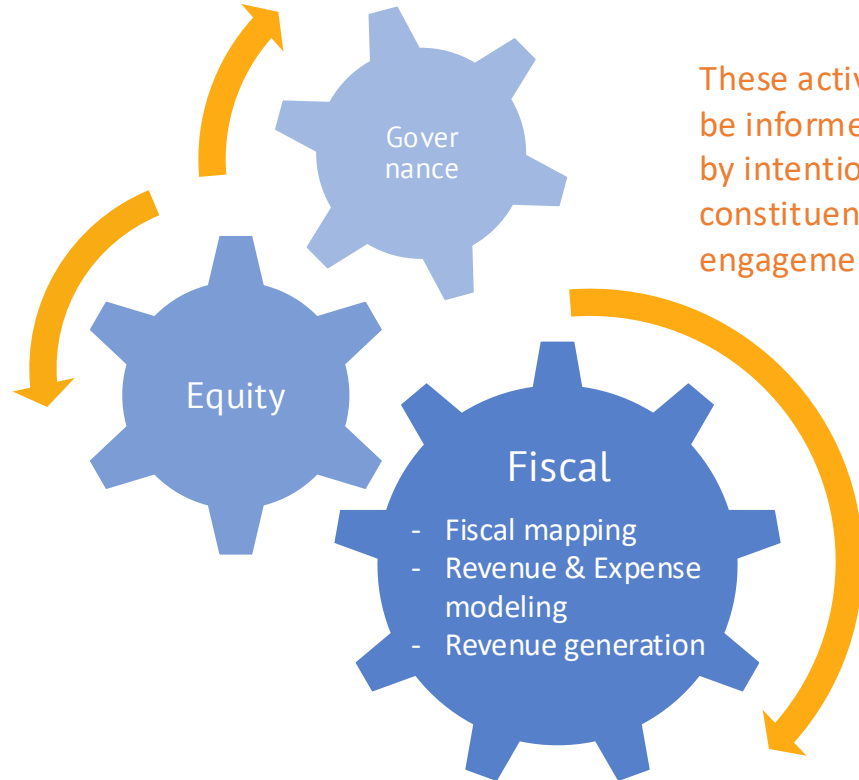 Gover
nance
These activ
be informe
by intentio
constituen
engageme
Equity
Fiscal
- Fiscal mapping
- Revenue & Expense
modeling
- Revenue generation